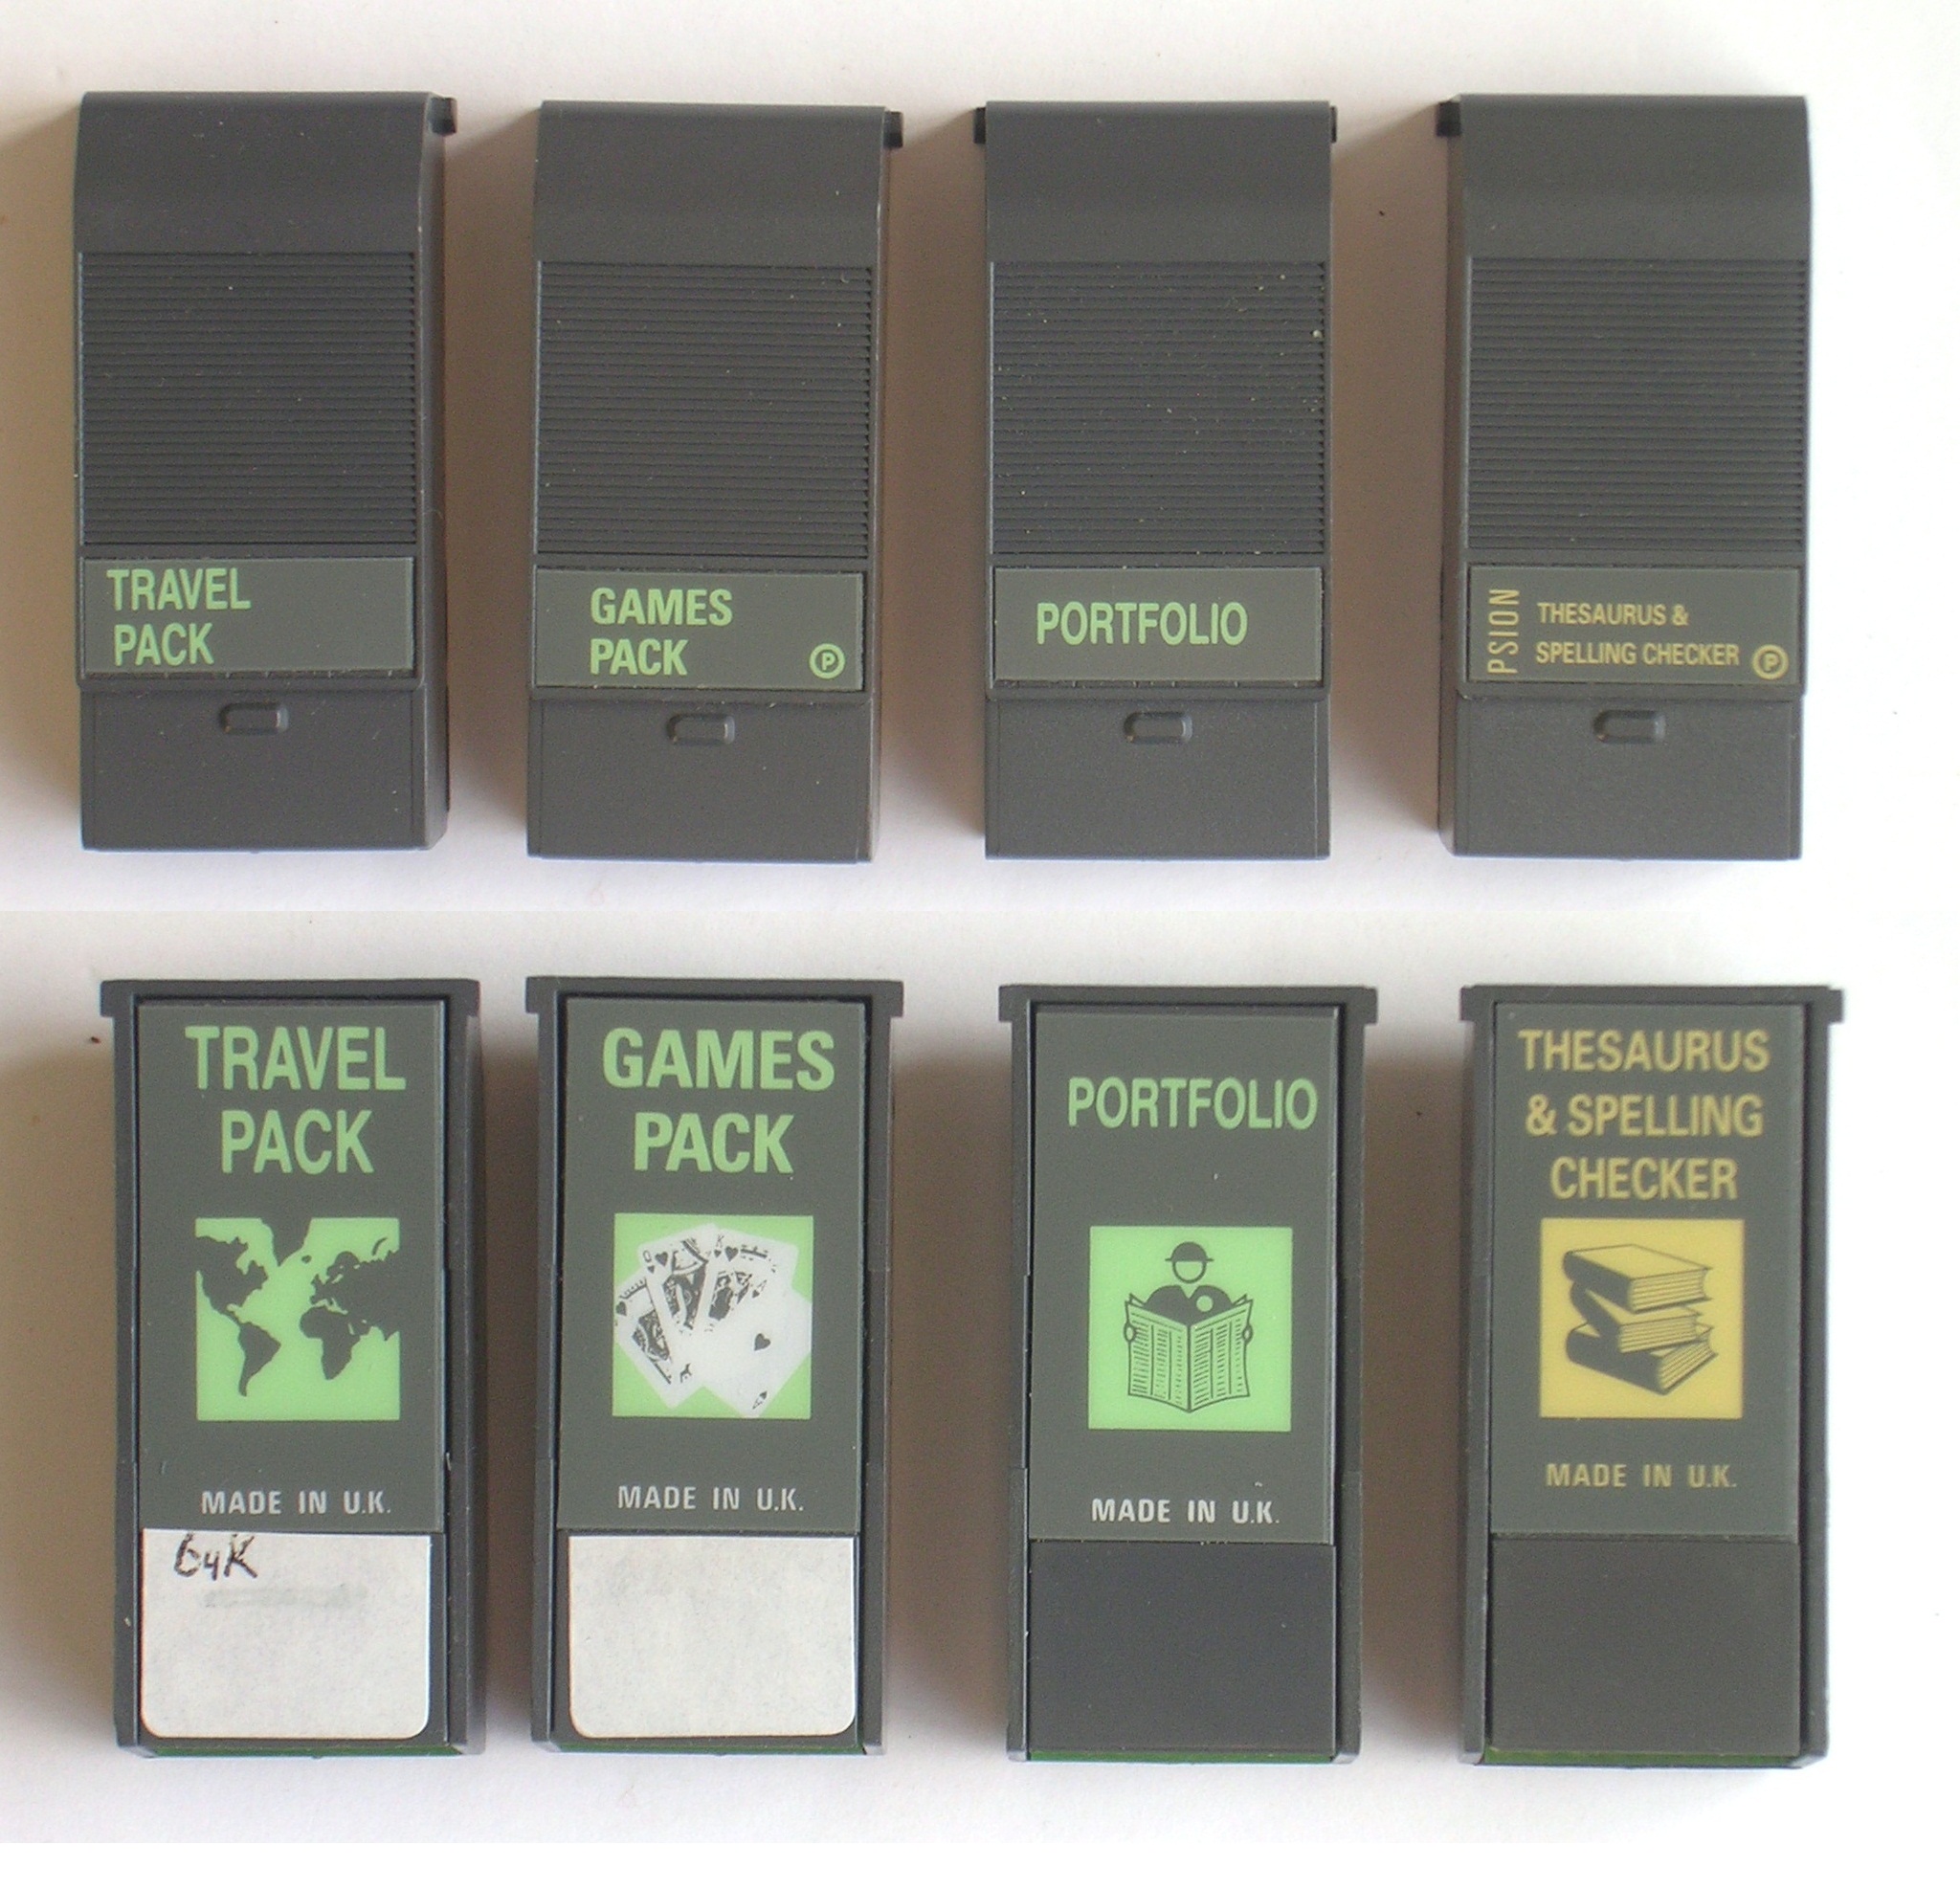 TRAVEL
PACK
GAMES
PACK
P
PORTFOLIO
PSION
THESAURUS &
SPELLING CHECKER
P
TRAVEL
PACK
MADE IN U.K.
64K
GAMES
PACK
Q
K
A
MADE IN U.K.
PORTFOLIO
MADE IN U.K.
THESAURUS
& SPELLING
CHECKER
MADE IN U.K.